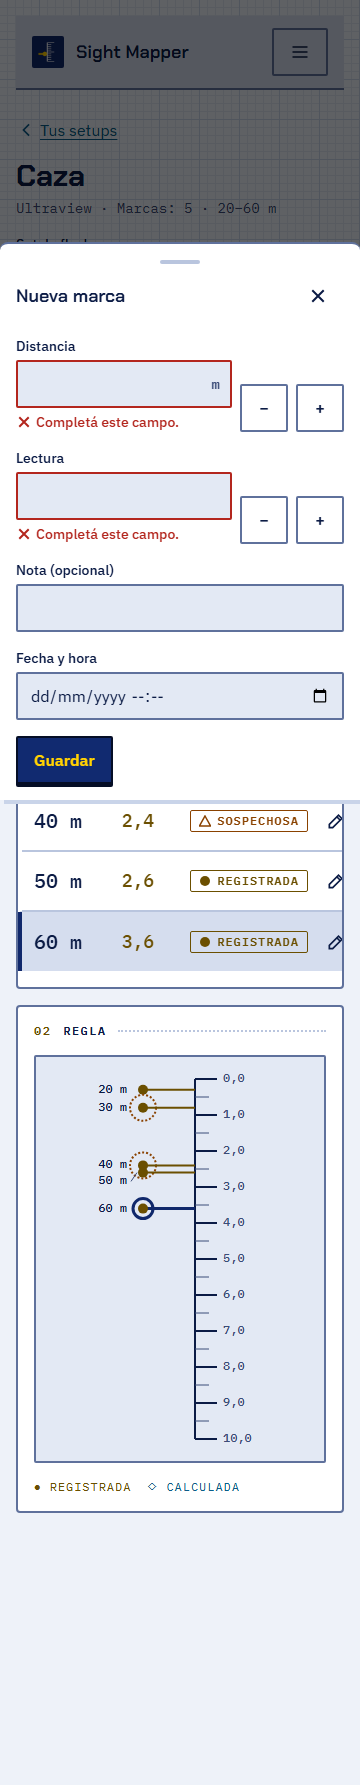 Sight Mapper
Tus setups
Caza
Ultraview · Marcas: 5 · 20–60 m
Nueva marca
Distancia
m
− +
Completá este campo.
Lectura
− +
Completá este campo.
Nota (opcional)
Fecha y hora
dd/mm/yyyy --:--
Guardar
40 m 2,4 SOSPECHOSA
50 m 2,6 REGISTRADA
60 m 3,6 REGISTRADA
02 REGLA
0,0
20 m
30 m
1,0
2,0
40 m
50 m
3,0
60 m
4,0
5,0
6,0
7,0
8,0
9,0
10,0
REGISTRADA CALCULADA